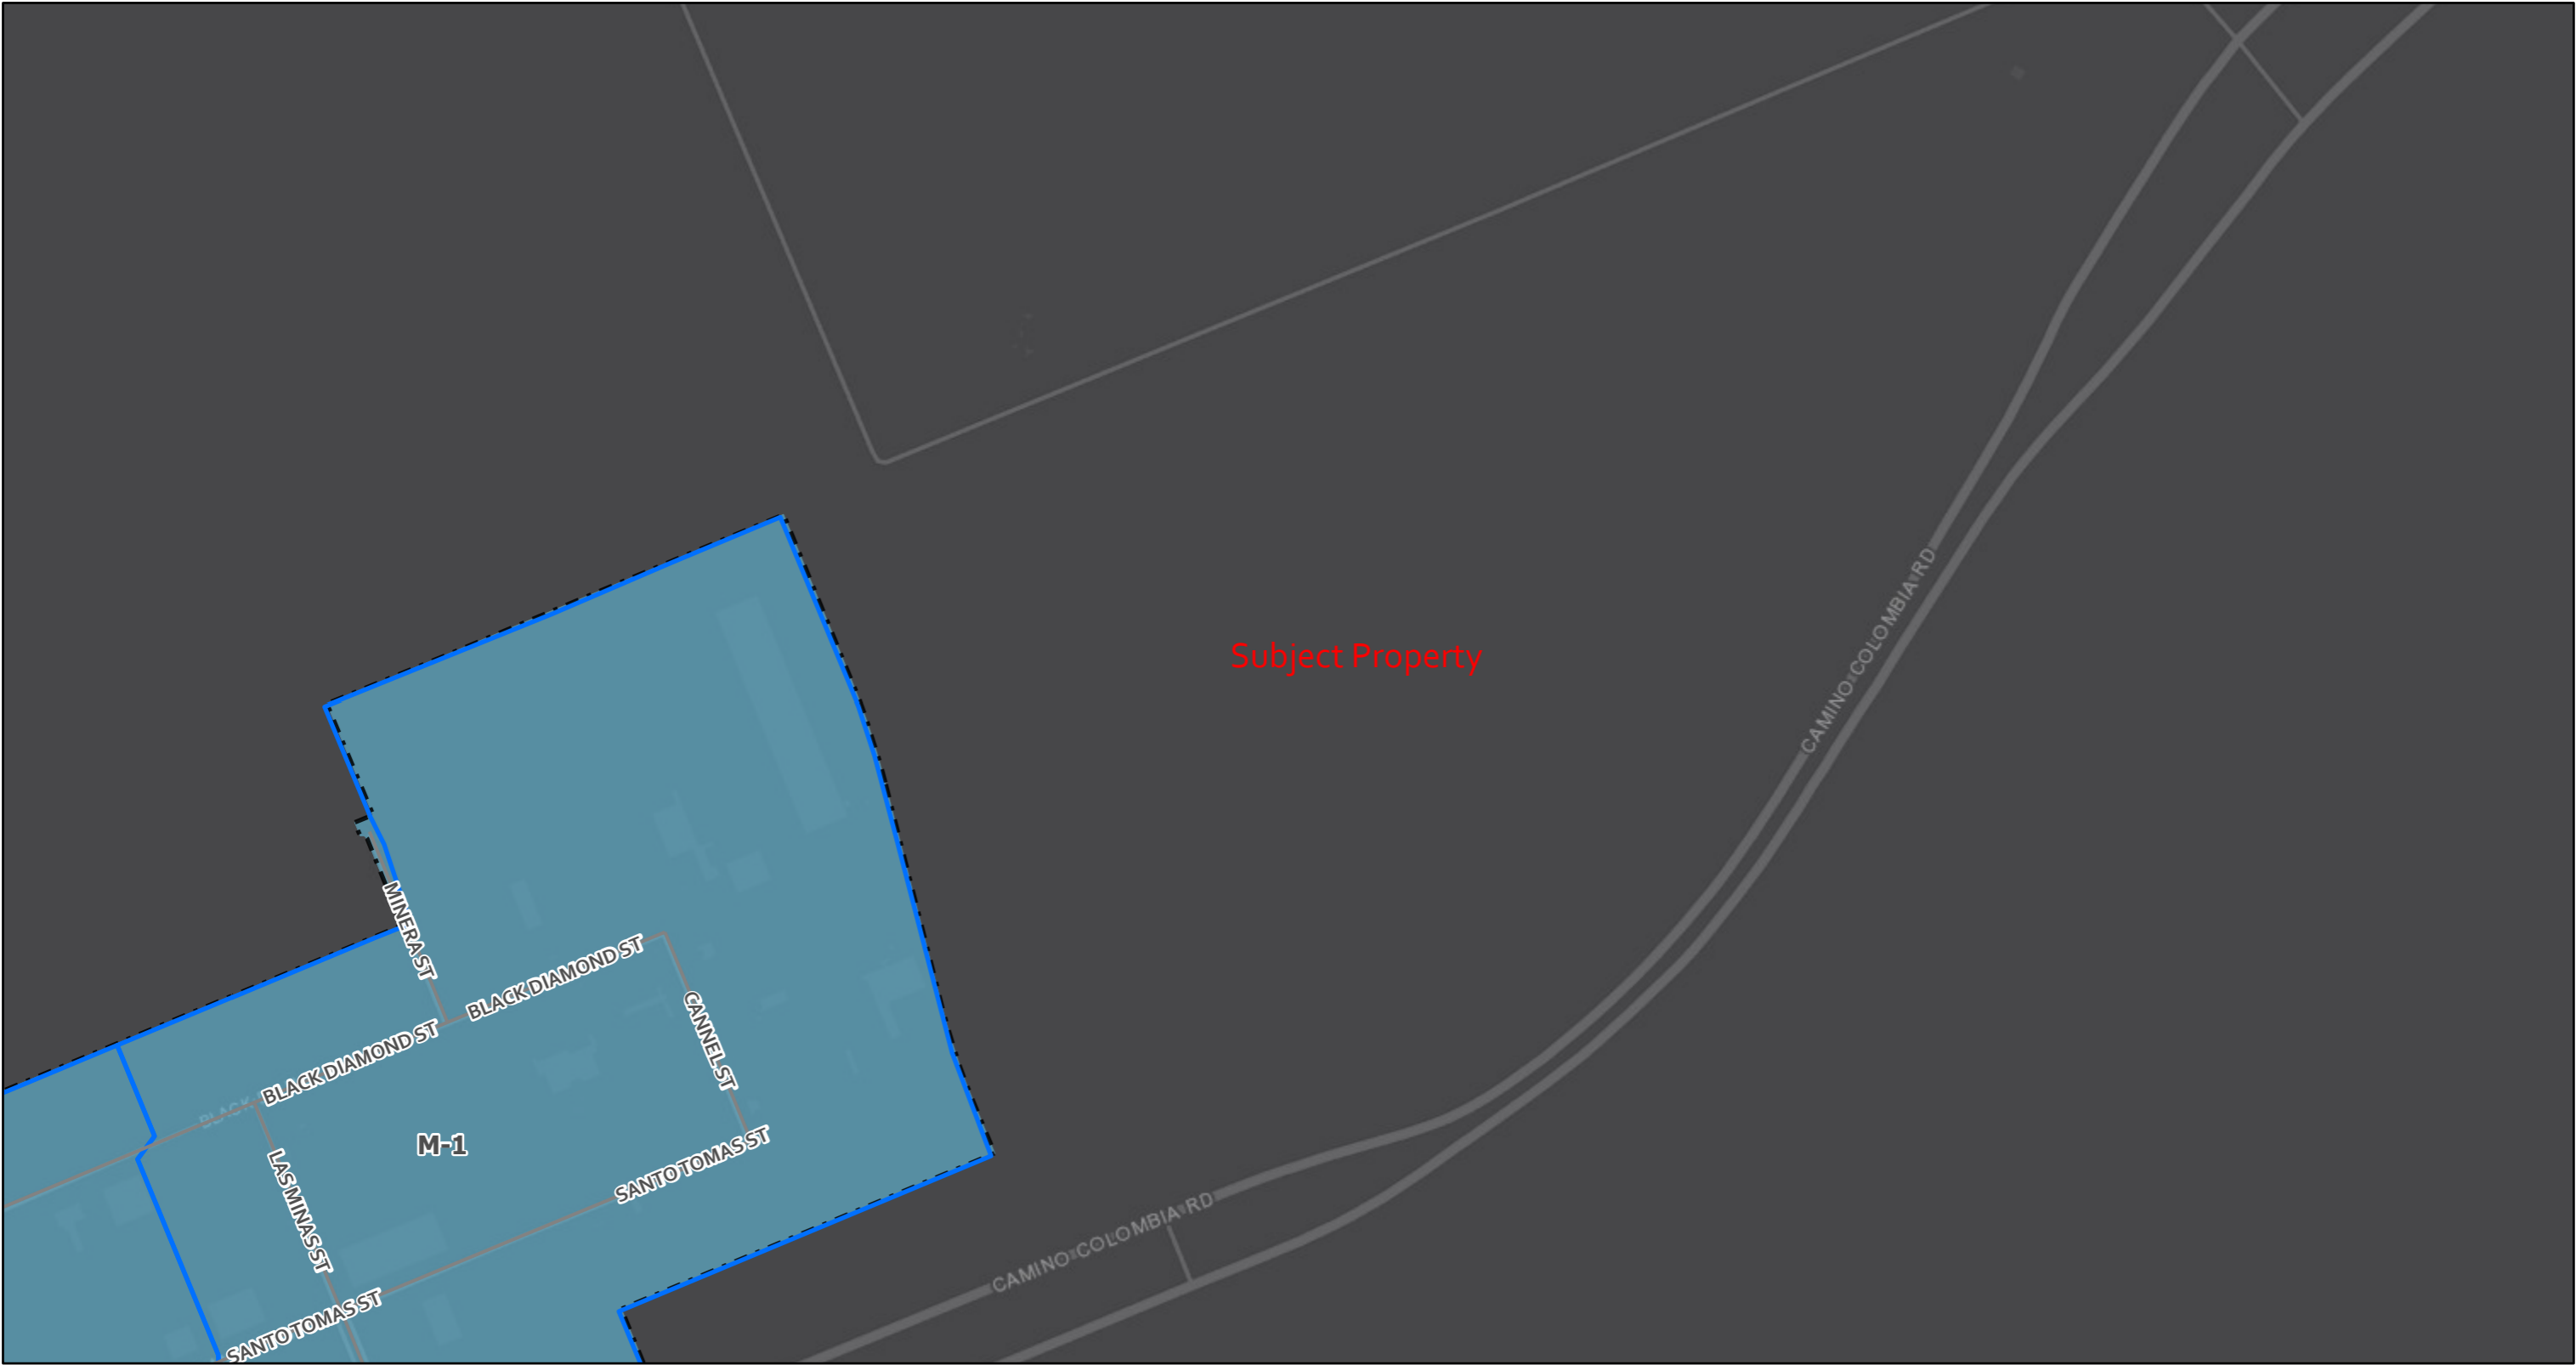 Subject Property
CAMINO COLOMBIA RD
MINERA ST
BLACK DIAMOND ST
BLACK DIAMOND ST
BLACK
CANNEL ST
M-1
SANTO TOMAS ST
LAS MINAS ST
CAMINO COLOMBIA RD
SANTO TOMAS ST